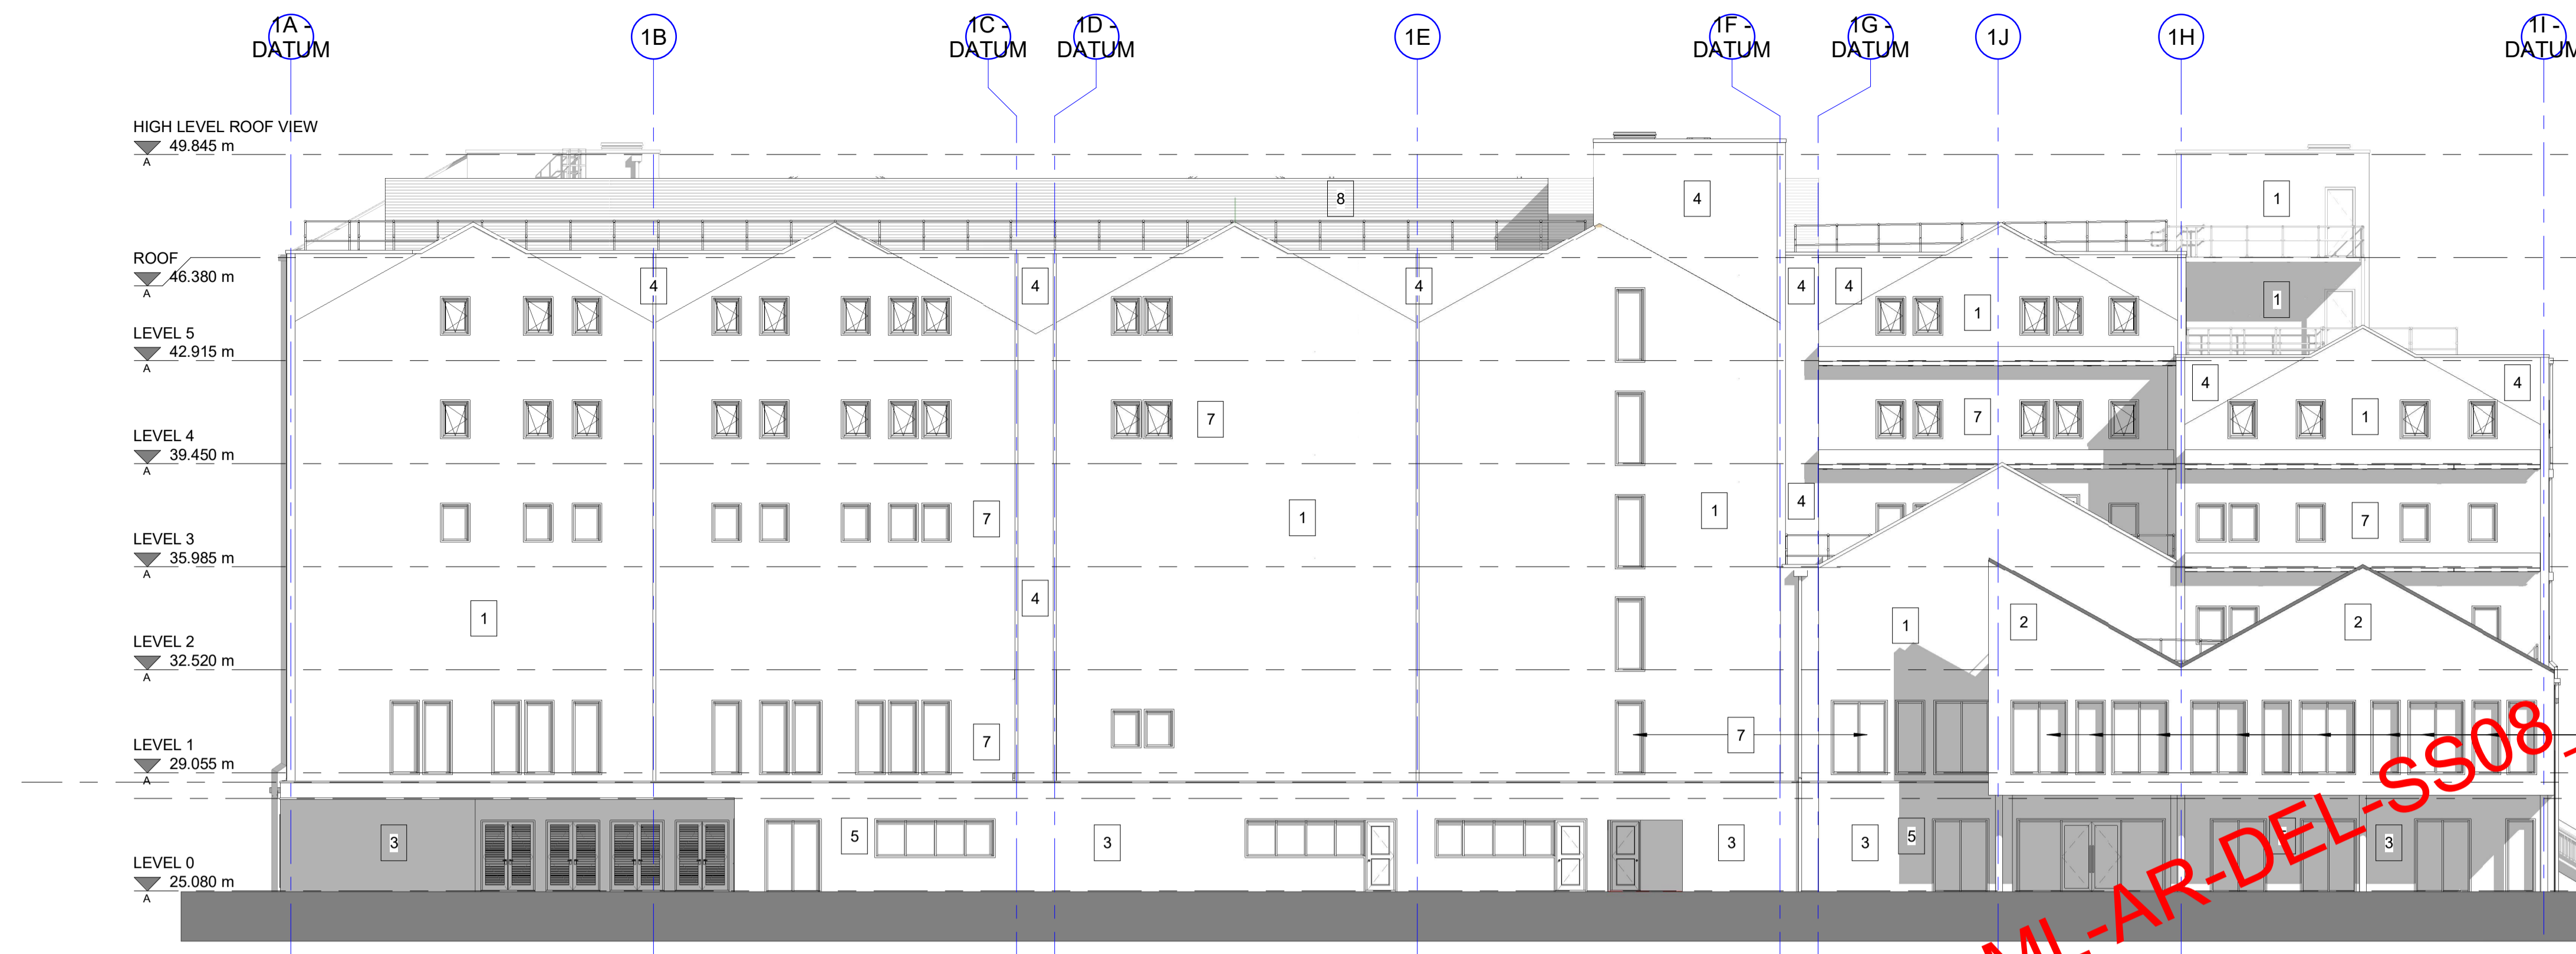 1A -
DATUM
1B
1C -
DATUM
1D -
DATUM
1E
1F -
DATUM
1G -
DATUM
1J
1H
1I -
DATUM
HIGH LEVEL ROOF VIEW
49.845 m
A
8
4
1
ROOF
46.380 m
A
4
4
4
4
4
1
1
LEVEL 5
42.915 m
A
4
4
7
7
1
LEVEL 4
39.450 m
A
7
1
1
4
7
LEVEL 3
35.985 m
A
4
1
1
2
2
LEVEL 2
32.520 m
A
7
7
LEVEL 1
29.055 m
A
3
5
3
3
3
5
3
LEVEL 0
25.080 m
A
ML-AR-DEL-SS08